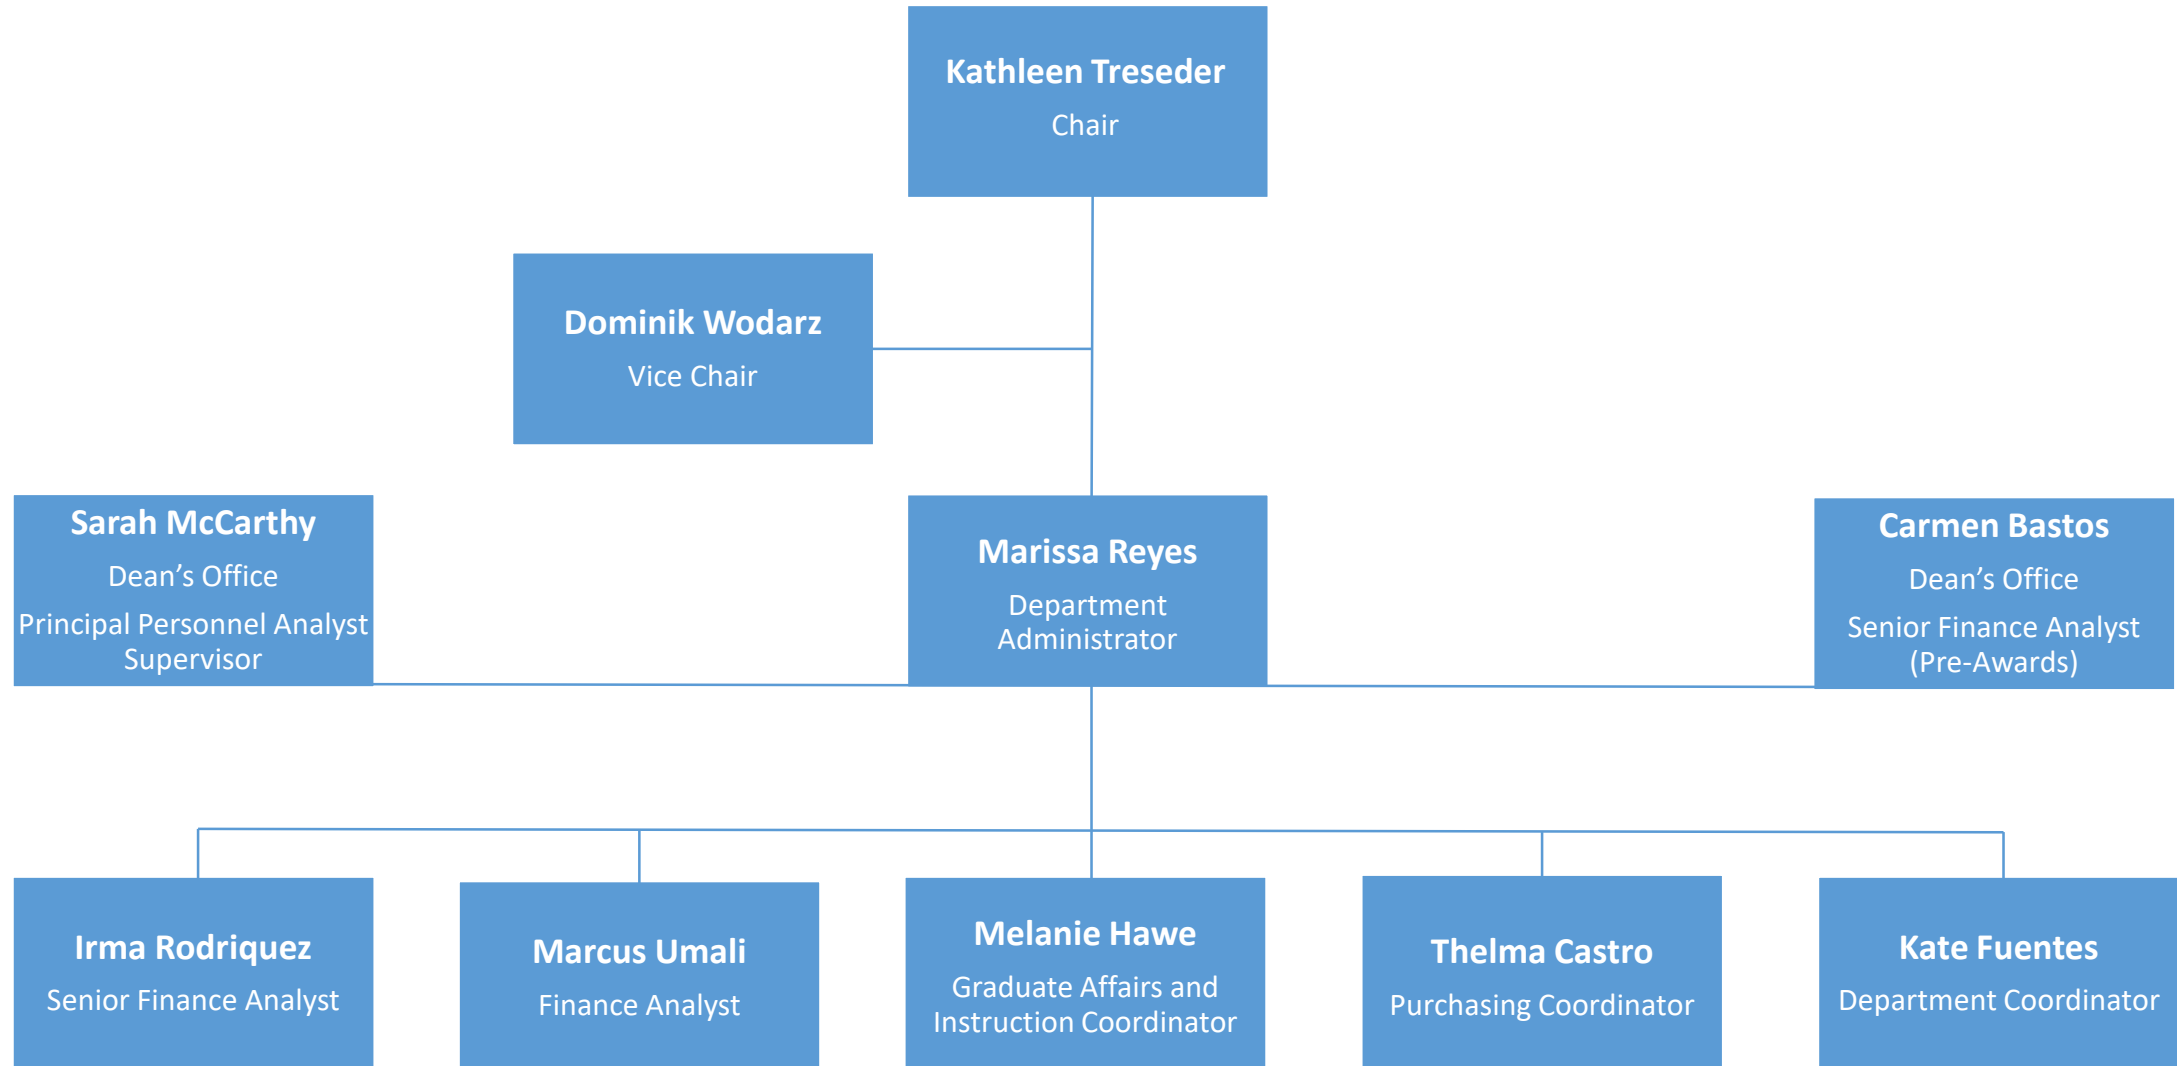 Kathleen Treseder
Chair
Dominik Wodarz
Vice Chair
Sarah McCarthy
Dean’s Office
Principal Personnel Analyst
Supervisor
Marissa Reyes
Department
Administrator
Carmen Bastos
Dean’s Office
Senior Finance Analyst
(Pre-Awards)
Irma Rodriquez
Senior Finance Analyst
Marcus Umali
Finance Analyst
Melanie Hawe
Graduate Affairs and
Instruction Coordinator
Thelma Castro
Purchasing Coordinator
Kate Fuentes
Department Coordinator